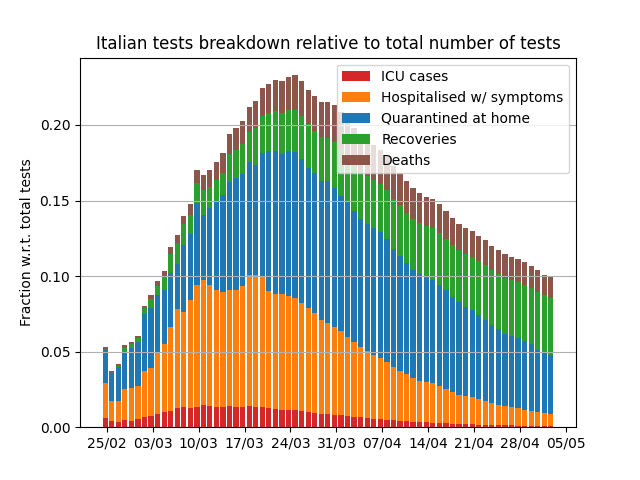 Italian tests breakdown relative to total number of tests
Fraction w.r.t. total tests
0.20
0.15
0.10
0.05
0.00
ICU cases
Hospitalised w/ symptoms
Quarantined at home
Recoveries
Deaths
25/02 03/03 10/03 17/03 24/03 31/03 07/04 14/04 21/04 28/04 05/05